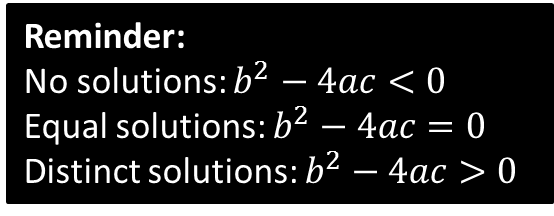 Reminder:
No solutions: b² − 4ac < 0
Equal solutions: b² − 4ac = 0
Distinct solutions: b² − 4ac > 0